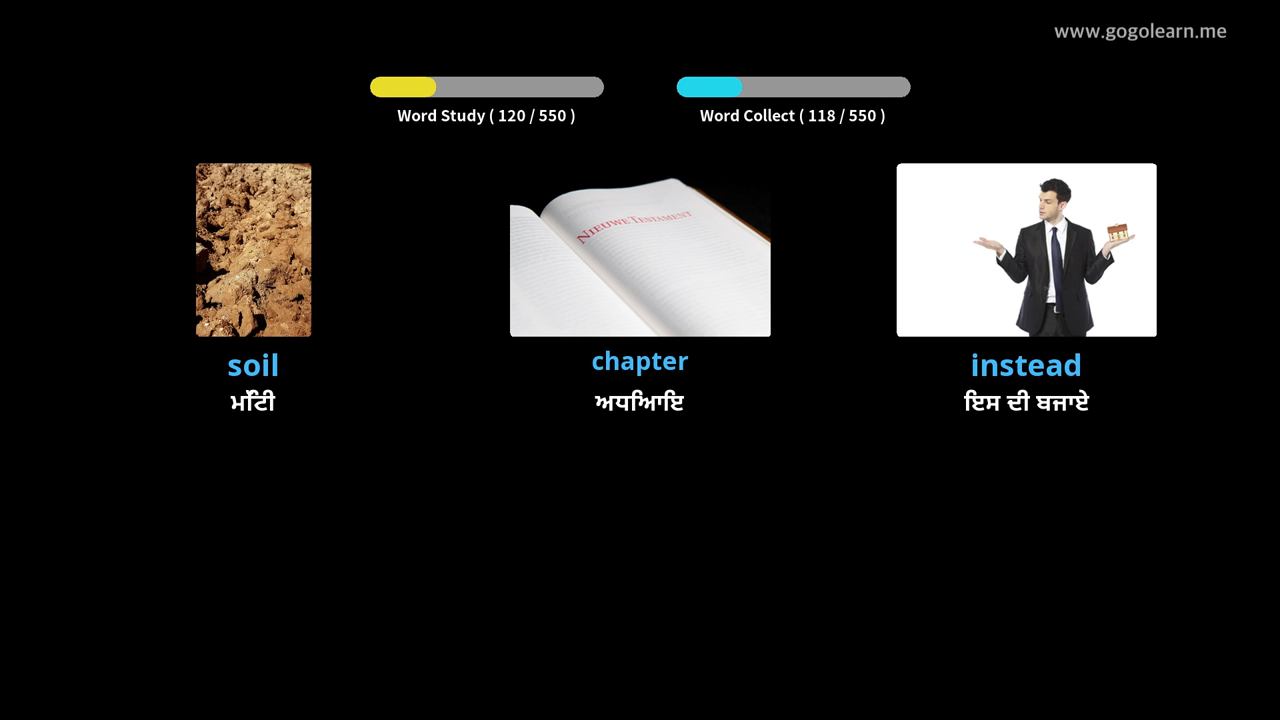 www.gogolearn.me
Word Study ( 120 / 550 )
Word Collect ( 118 / 550 )
NIEUWE TESTAMENT
soil
ਮਿੱਟੀ
chapter
ਅਧਿਆਇ
instead
ਇਸ ਦੀ ਬਜਾਏ